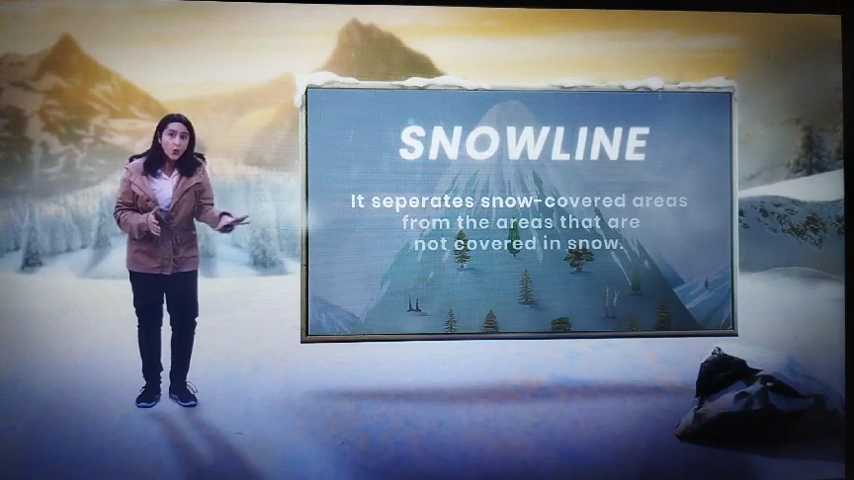 SNOWLINE
It seperates snow-covered areas
from the areas that are
not covered in snow.